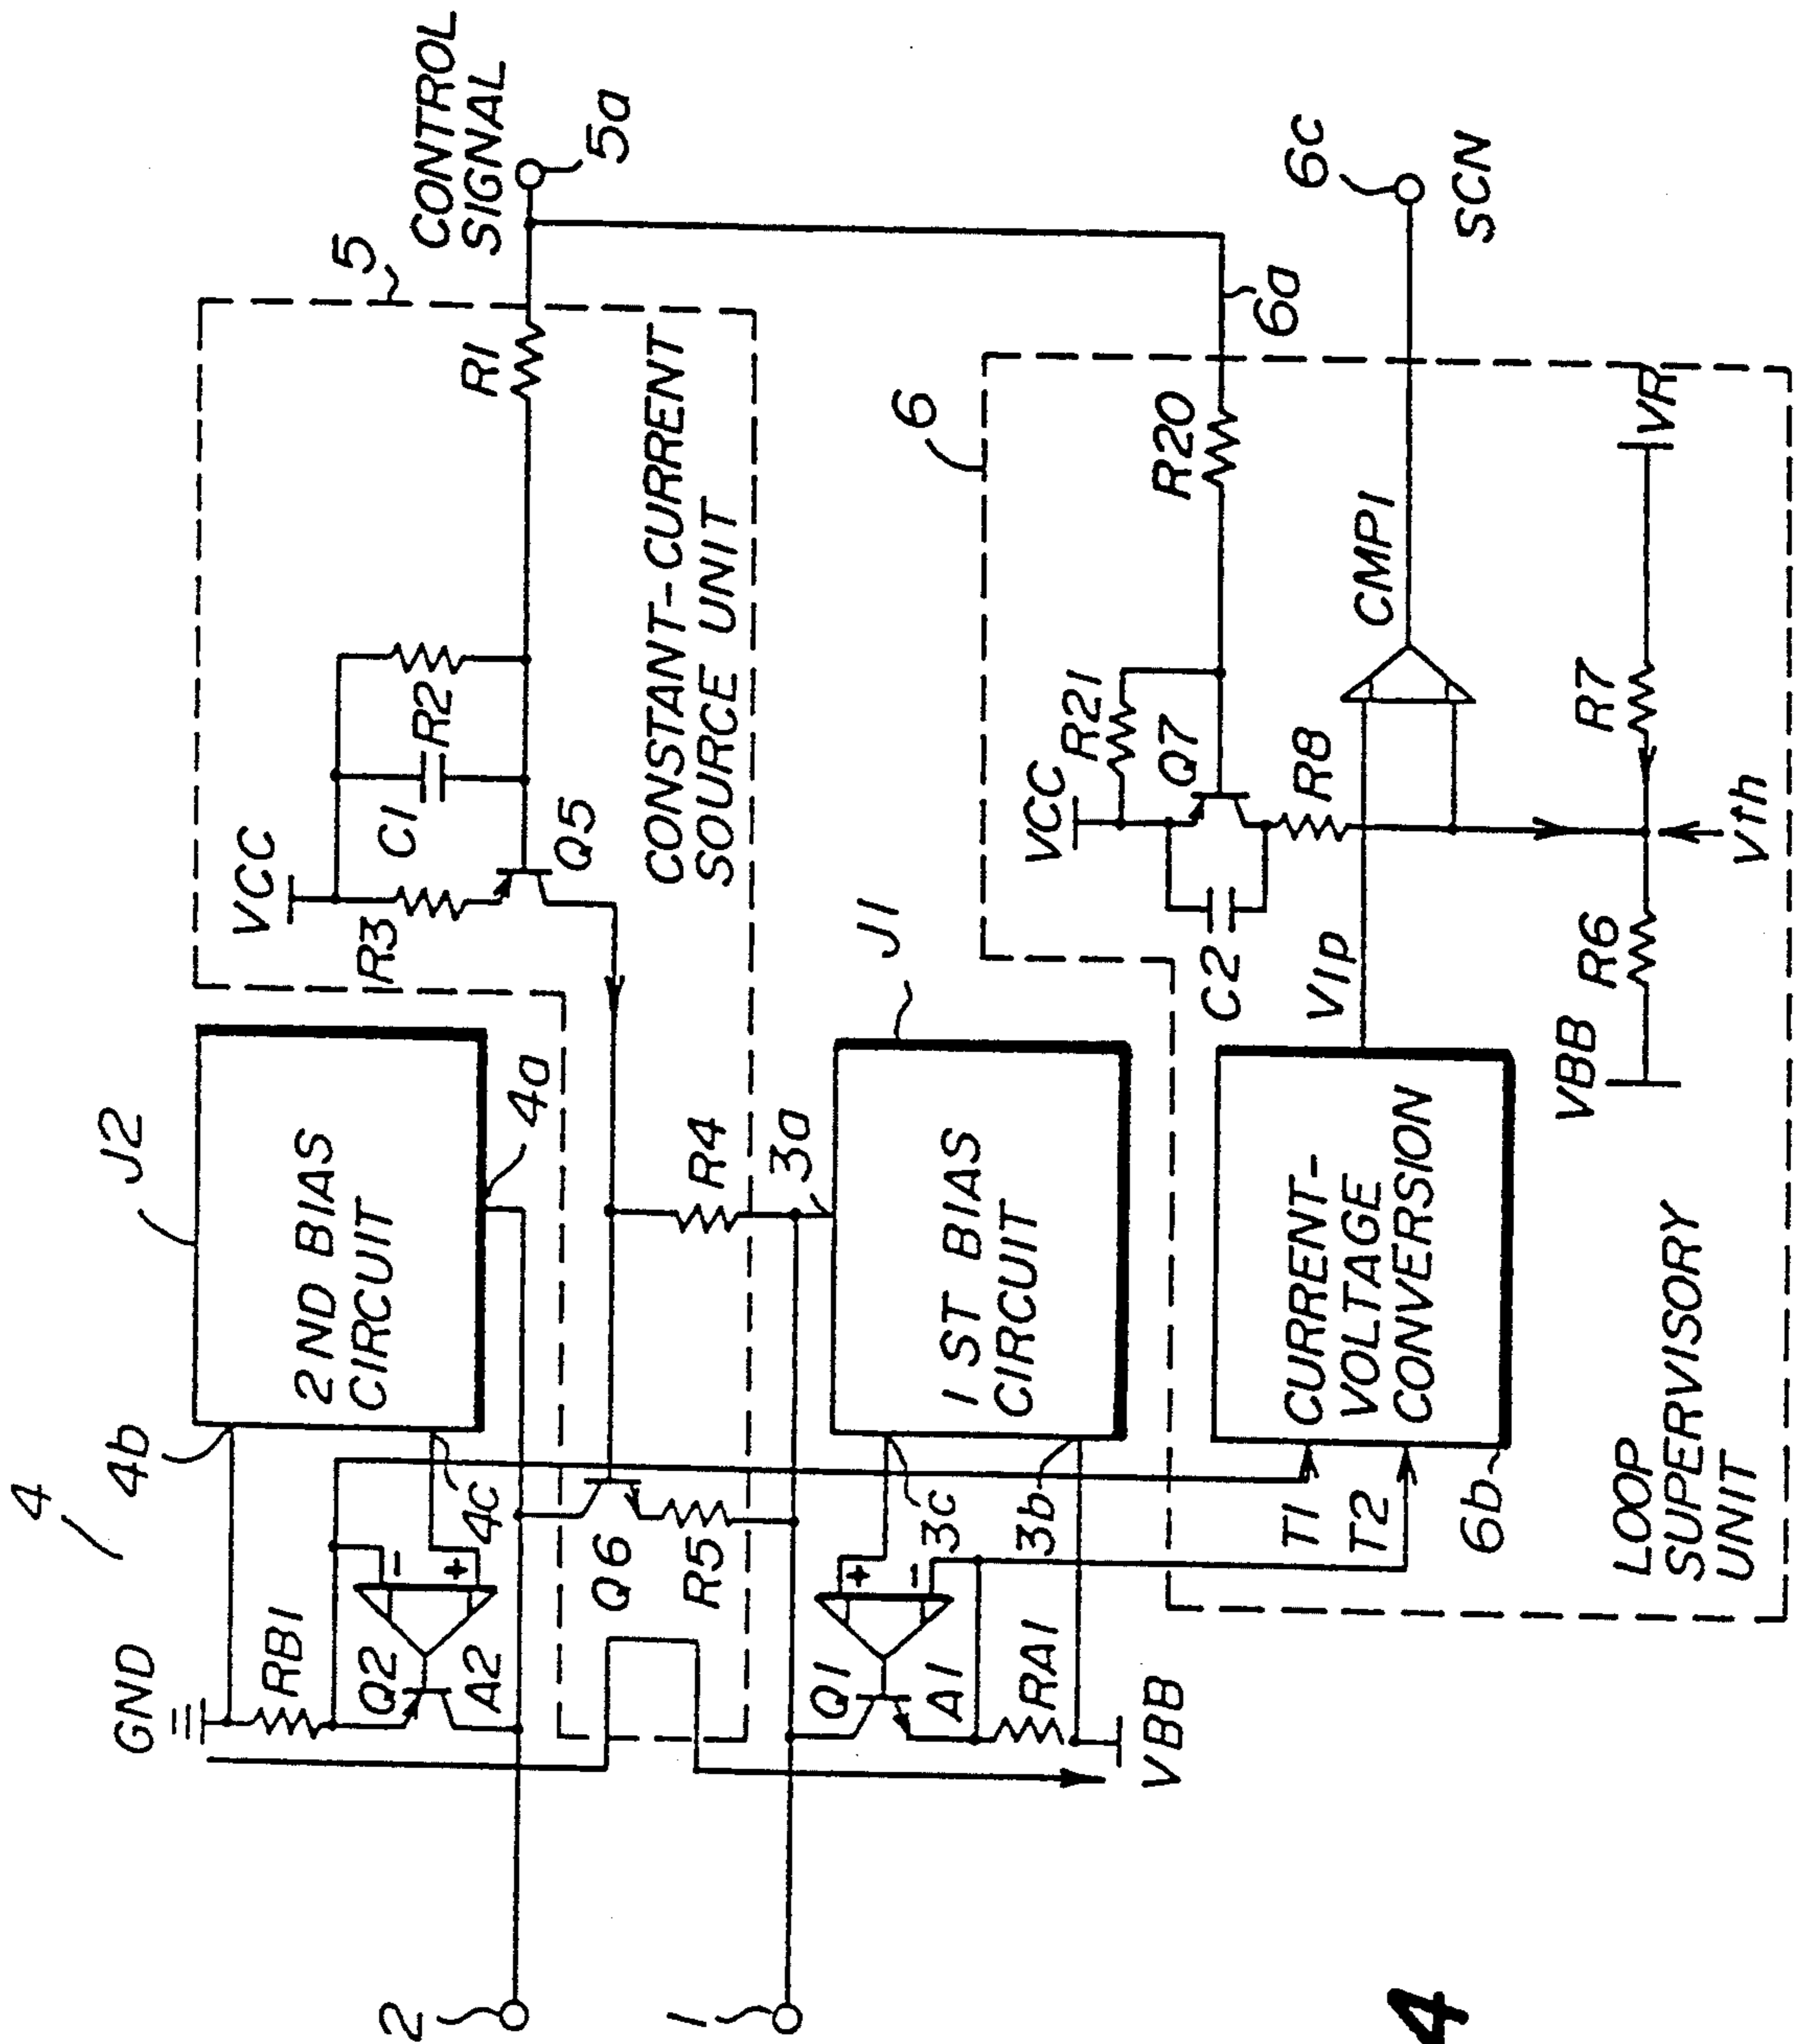 4
4b
J2
2ND BIAS
CIRCUIT
4a
4c
GND
RB1
Q2
A2
2
VCC
R3
C1
R2
Q5
R1
5
CONTROL
SIGNAL
5a
CONSTANT-CURRENT
SOURCE UNIT
Q6
R5
R4
3a
J1
1ST BIAS
CIRCUIT
3c
3b
Q1
A1
RA1
VBB
1
6
6a
R20
VCC
R21
Q7
C2
R8
CMP1
6c
SCN
V1p
CURRENT-
VOLTAGE
CONVERSION
T1
T2
6b
VBB
R6
R7
VR
Vth
LOOP
SUPERVISORY
UNIT
+
-
+
-
4